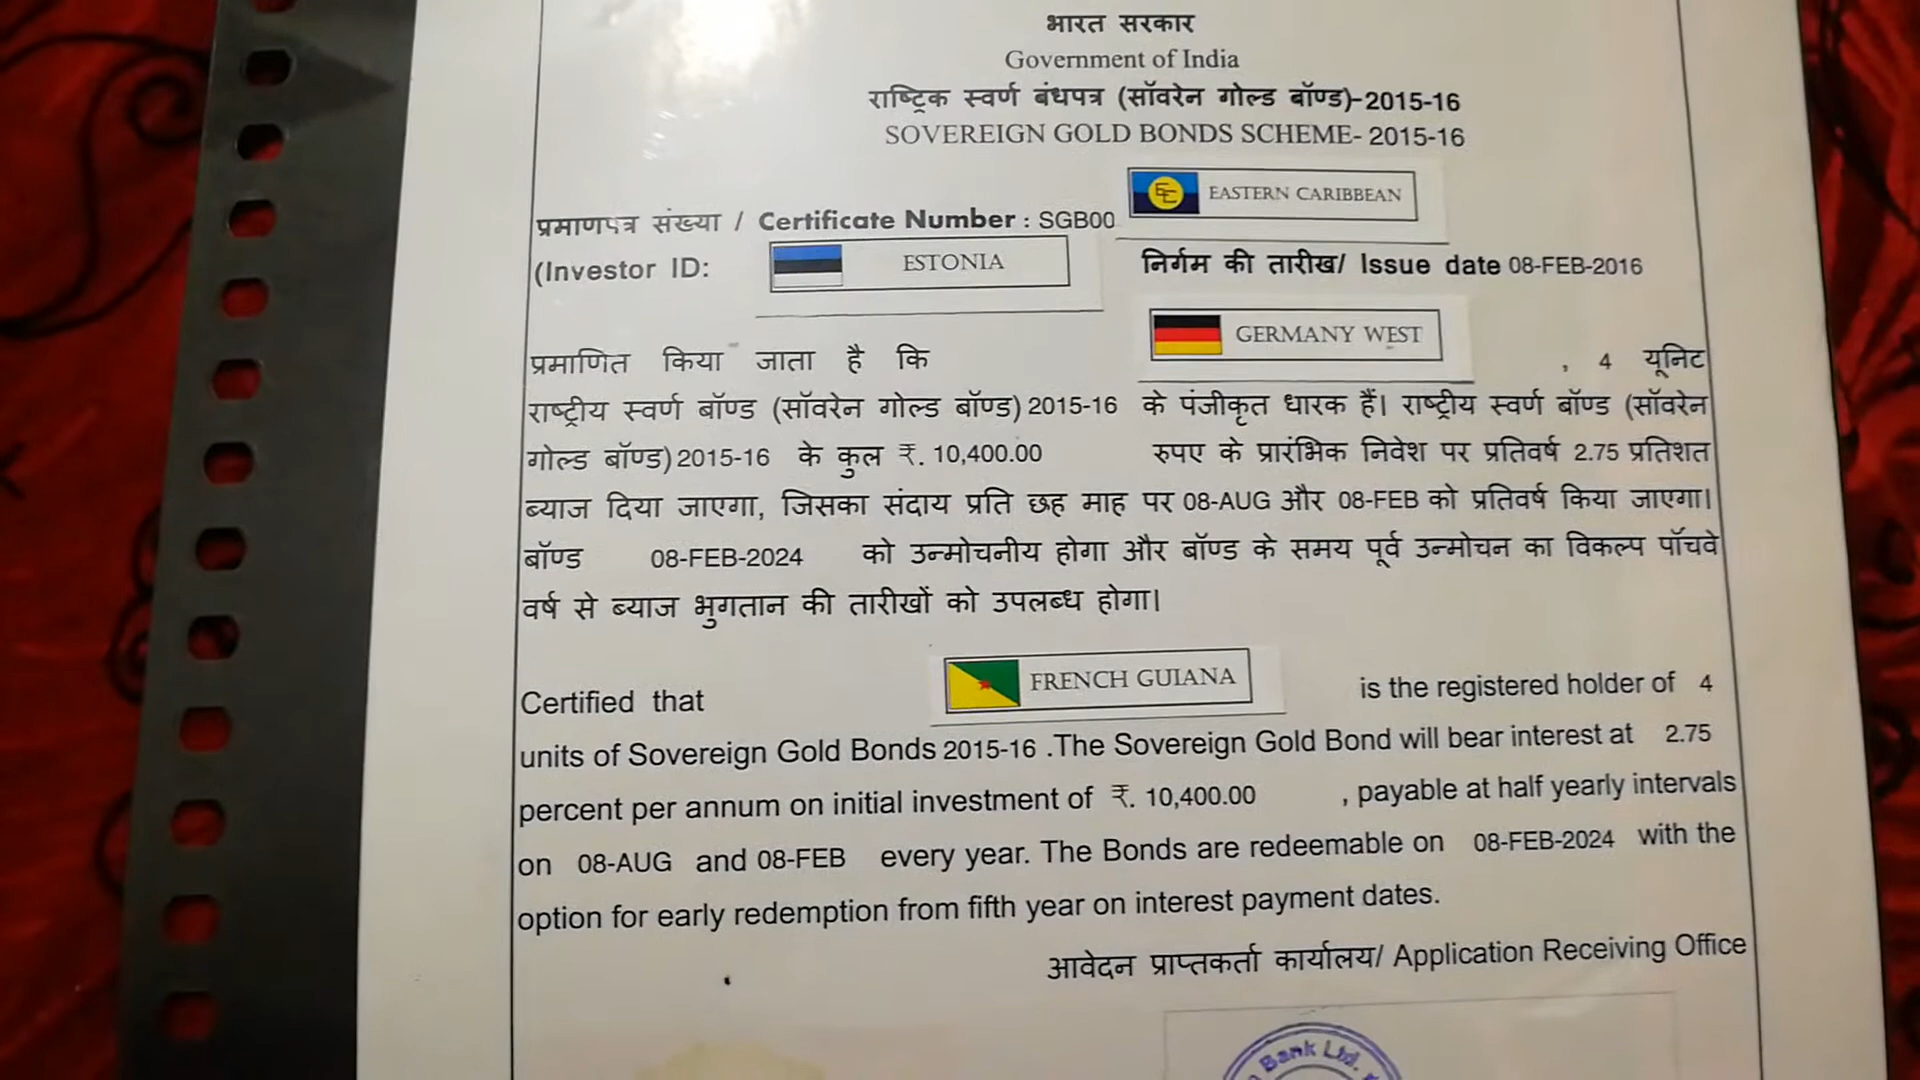 भारत सरकार
Government of India
राष्ट्रिक स्वर्ण बंधपत्र (सॉवरेन गोल्ड बॉण्ड)-2015-16
SOVEREIGN GOLD BONDS SCHEME- 2015-16
EASTERN CARIBBEAN
प्रमाणपत्र संख्या / Certificate Number : SGB00
(Investor ID: ESTONIA निर्गम की तारीख/ Issue date 08-FEB-2016
GERMANY WEST
प्रमाणित किया जाता है कि , 4 यूनिट
राष्ट्रीय स्वर्ण बॉण्ड (सॉवरेन गोल्ड बॉण्ड) 2015-16 के पंजीकृत धारक हैं। राष्ट्रीय स्वर्ण बॉण्ड (सॉवरेन
गोल्ड बॉण्ड) 2015-16 के कुल ₹. 10,400.00 रुपए के प्रारंभिक निवेश पर प्रतिवर्ष 2.75 प्रतिशत
ब्याज दिया जाएगा, जिसका संदाय प्रति छह माह पर 08-AUG और 08-FEB को प्रतिवर्ष किया जाएगा।
बॉण्ड 08-FEB-2024 को उन्मोचनीय होगा और बॉण्ड के समय पूर्व उन्मोचन का विकल्प पॉचवे
वर्ष से ब्याज भुगतान की तारीखों को उपलब्ध होगा।
Certified that FRENCH GUIANA is the registered holder of 4
units of Sovereign Gold Bonds 2015-16 .The Sovereign Gold Bond will bear interest at 2.75
percent per annum on initial investment of ₹. 10,400.00 , payable at half yearly intervals
on 08-AUG and 08-FEB every year. The Bonds are redeemable on 08-FEB-2024 with the
option for early redemption from fifth year on interest payment dates.
आवेदन प्राप्तकर्ता कार्यालय/ Application Receiving Office
Bank Ltd.